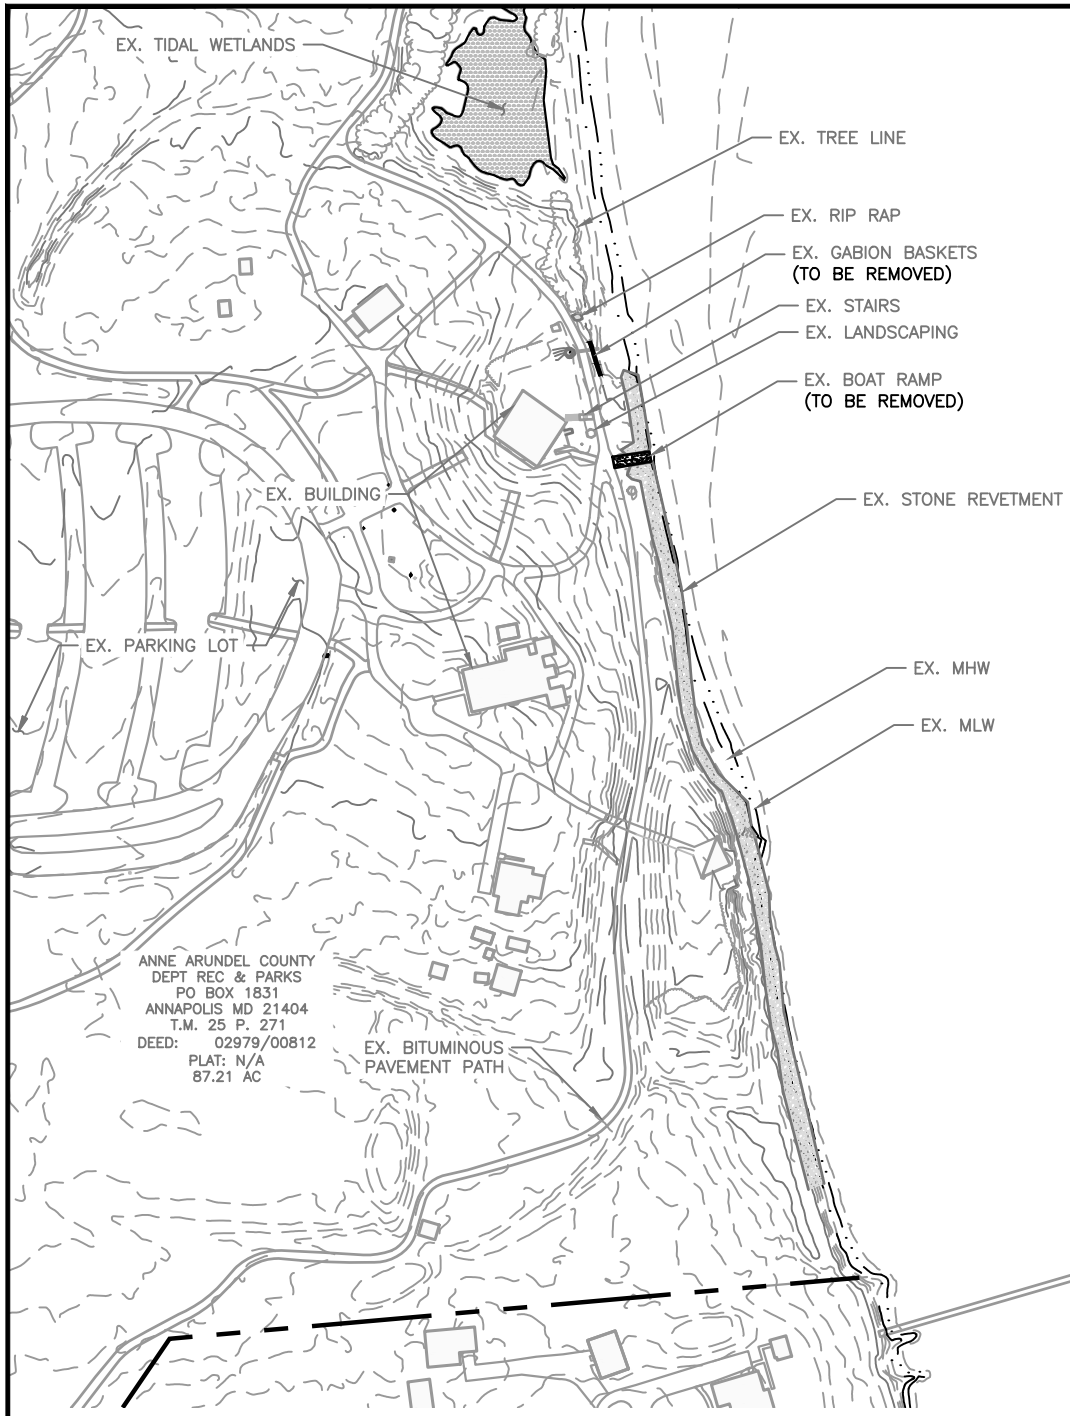 EX. TIDAL WETLANDS
EX. TREE LINE
EX. RIP RAP
EX. GABION BASKETS
(TO BE REMOVED)
EX. STAIRS
EX. LANDSCAPING
EX. BOAT RAMP
(TO BE REMOVED)
EX. BUILDING
EX. STONE REVETMENT
EX. PARKING LOT
EX. MHW
EX. MLW
ANNE ARUNDEL COUNTY
DEPT REC & PARKS
PO BOX 1831
ANNAPOLIS MD 21404
T.M. 25 P. 271
DEED: 02979/00812
PLAT: N/A
87.21 AC
EX. BITUMINOUS
PAVEMENT PATH